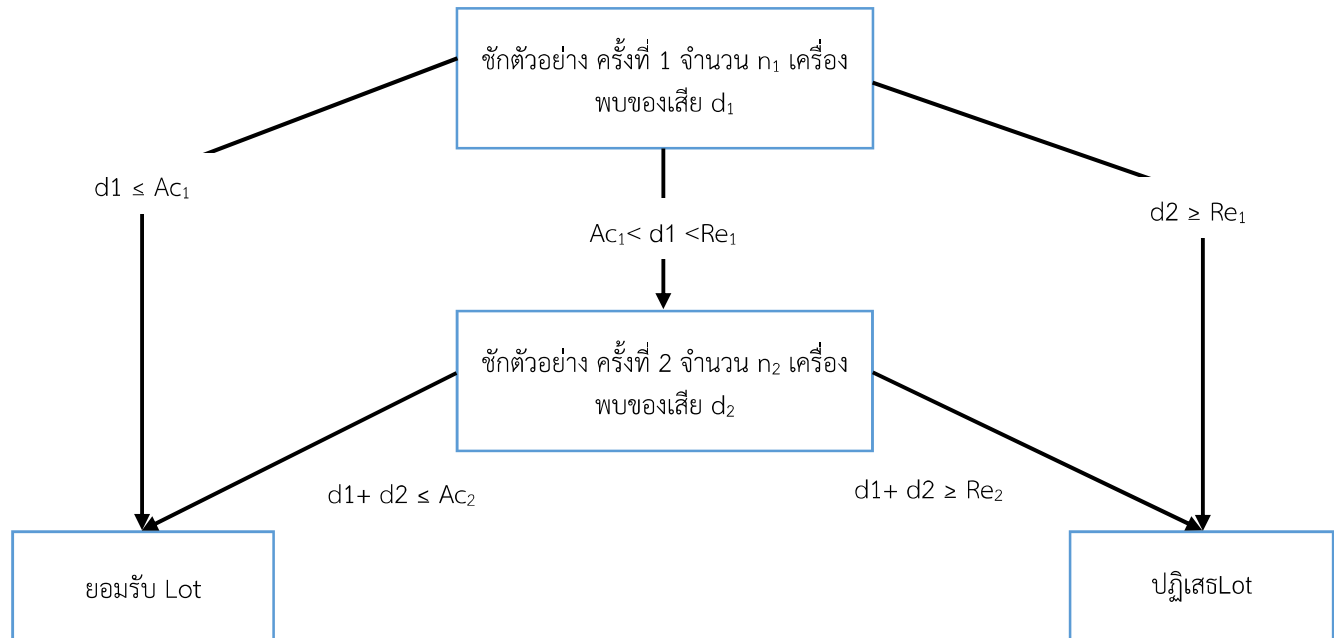 ชักตัวอย่าง ครั้งที่ 1 จำนวน n₁ เครื่อง
พบของเสีย d₁
d1 ≤ Ac₁
d2 ≥ Re₁
Ac₁< d1 <Re₁
ชักตัวอย่าง ครั้งที่ 2 จำนวน n₂ เครื่อง
พบของเสีย d₂
d1+ d2 ≤ Ac₂
d1+ d2 ≥ Re₂
ยอมรับ Lot
ปฏิเสธLot